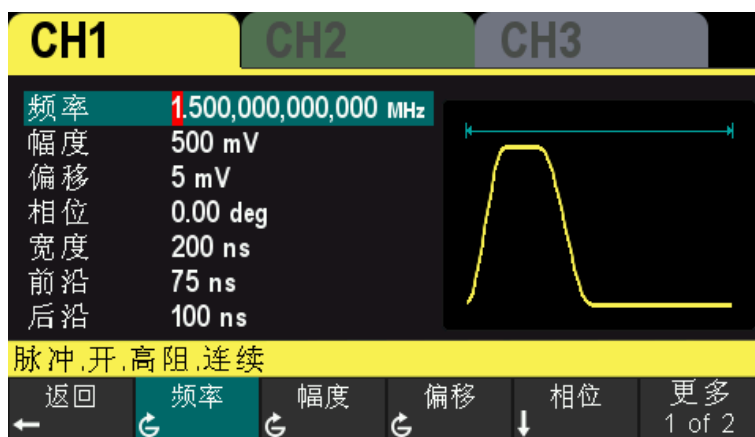 CH1 CH2 CH3
频率 1.500,000,000,000 MHz
幅度 500 mV
偏移 5 mV
相位 0.00 deg
宽度 200 ns
前沿 75 ns
后沿 100 ns
脉冲,开,高阻,连续
返回 频率 幅度 偏移 相位 更多
1 of 2